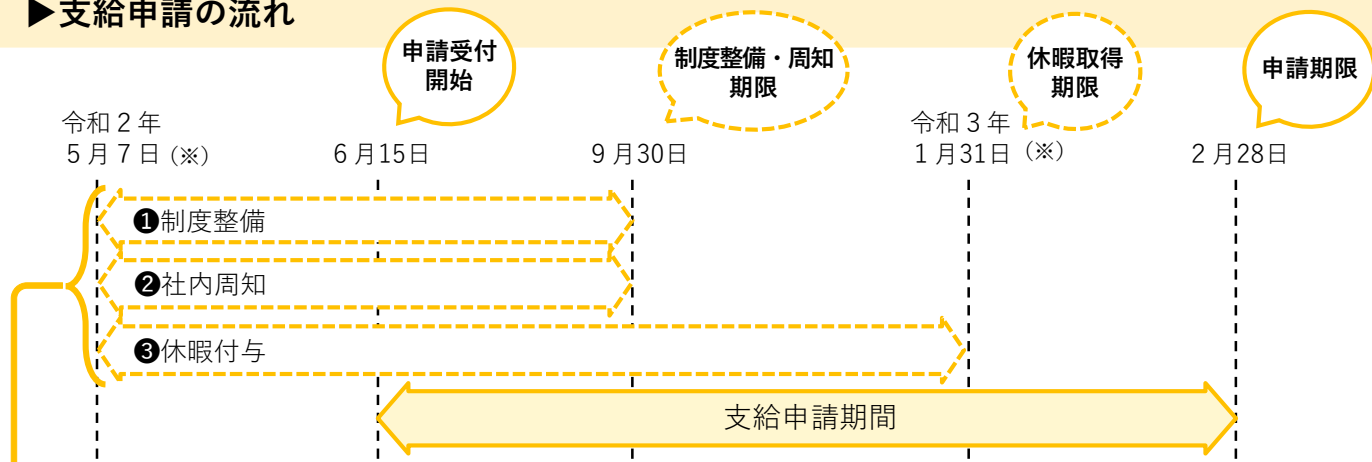 ▶支給申請の流れ
申請受付
開始
制度整備・周知
期限
休暇取得
期限
申請期限
令和２年
５月７日（※）
６月15日
９月30日
令和３年
１月31日（※）
２月28日
❶制度整備
❷社内周知
❸休暇付与
支給申請期間